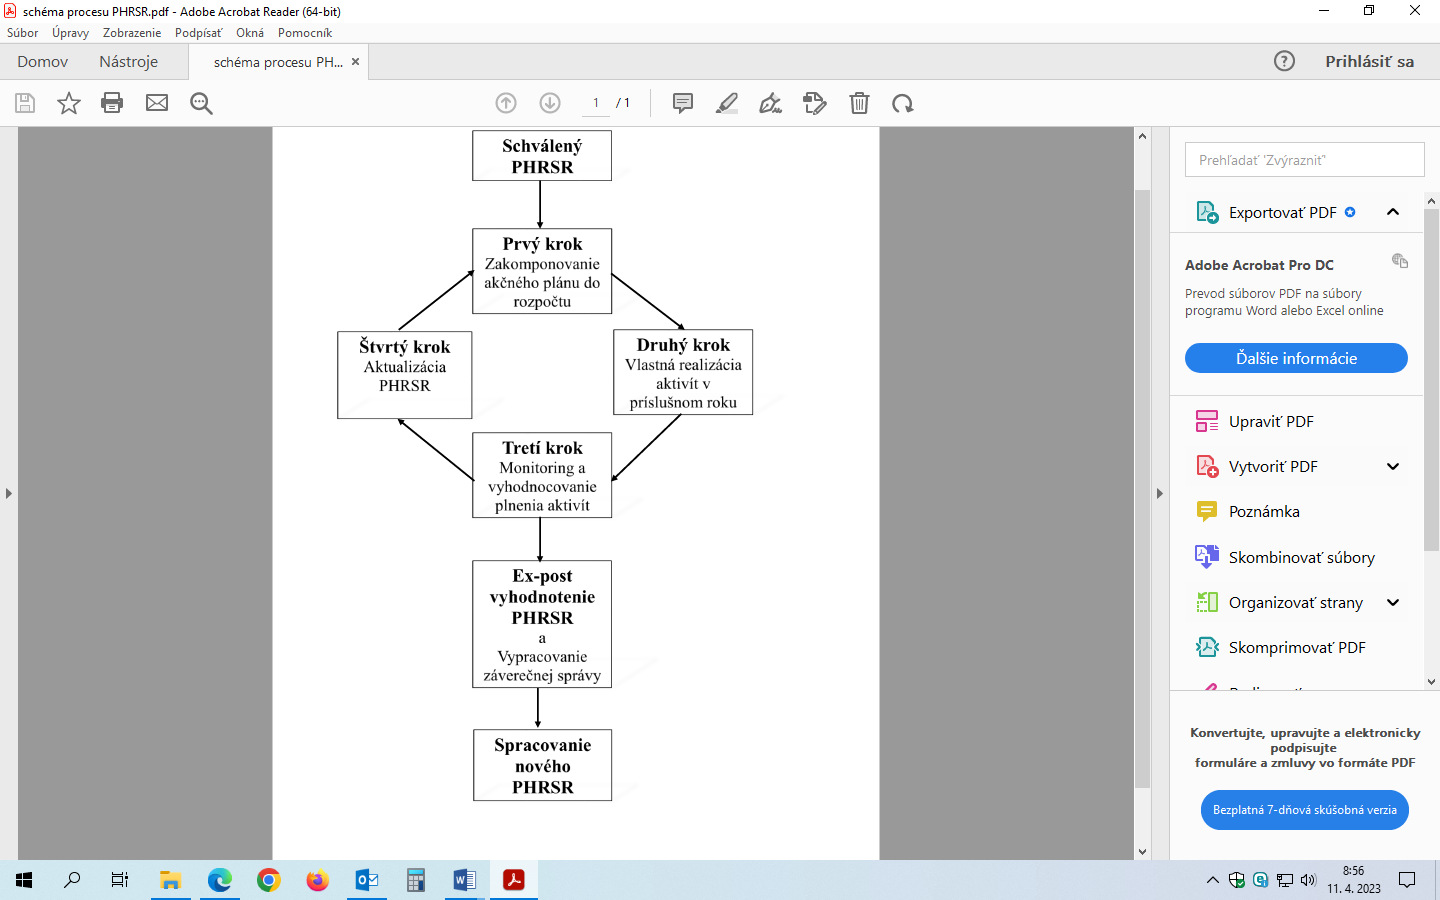 schéma procesu PHRSR.pdf - Adobe Acrobat Reader (64-bit)
Súbor Úpravy Zobrazenie Podpísať Okná Pomocník
Domov Nástroje schéma procesu PH... × Prihlásiť sa
1 / 1
Schválený
PHRSR
Prvý krok
Zakomponovanie
akčného plánu do
rozpočtu
Štvrtý krok
Aktualizácia
PHRSR
Druhý krok
Vlastná realizácia
aktivít v
príslušnom roku
Tretí krok
Monitoring a
vyhodnocovanie
plnenia aktivít
Ex-post
vyhodnotenie
PHRSR
a
Vypracovanie
záverečnej správy
Spracovanie
nového
PHRSR
Prehľadať 'Zvýrazniť'
Exportovať PDF
Adobe Acrobat Pro DC
Prevod súborov PDF na súbory
programu Word alebo Excel online
Ďalšie informácie
Upraviť PDF
Vytvoriť PDF
Poznámka
Skombinovať súbory
Organizovať strany
Skomprimovať PDF
Konvertujte, upravujte a elektronicky
podpisujte
formuláre a zmluvy vo formáte PDF
Bezplatná 7-dňová skúšobná verzia
8:56
11. 4. 2023